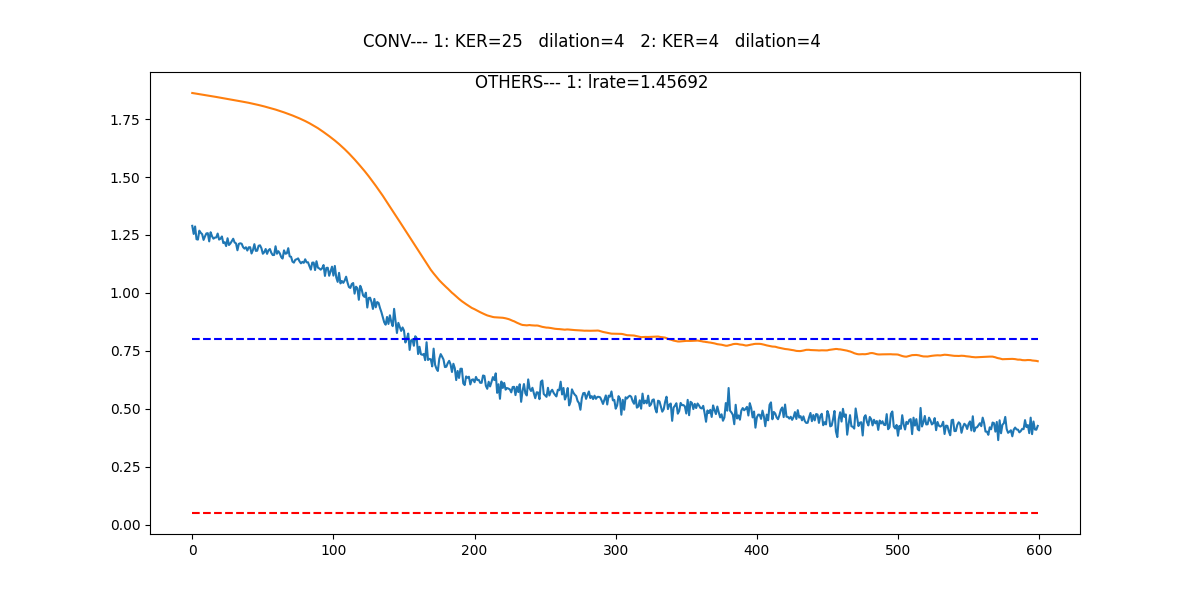 CONV--- 1: KER=25   dilation=4   2: KER=4   dilation=4
OTHERS--- 1: lrate=1.45692
1.75
1.50
1.25
1.00
0.75
0.50
0.25
0.00
0 100 200 300 400 500 600